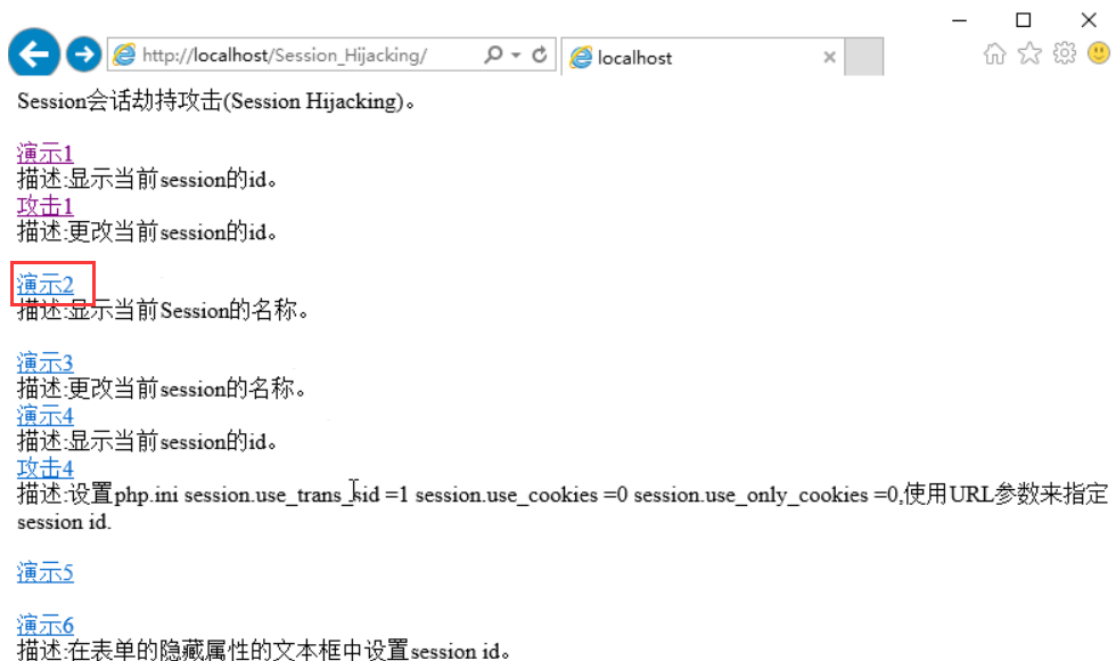 http://localhost/Session_Hijacking/
localhost
Session会话劫持攻击(Session Hijacking)。
演示1
描述:显示当前session的id。
攻击1
描述:更改当前session的id。
演示2
描述:显示当前Session的名称。
演示3
描述:更改当前session的名称。
演示4
描述:显示当前session的id。
攻击4
描述:设置php.ini session.use_trans_sid =1 session.use_cookies =0 session.use_only_cookies =0,使用URL参数来指定
session id.
演示5
演示6
描述:在表单的隐藏属性的文本框中设置session id。